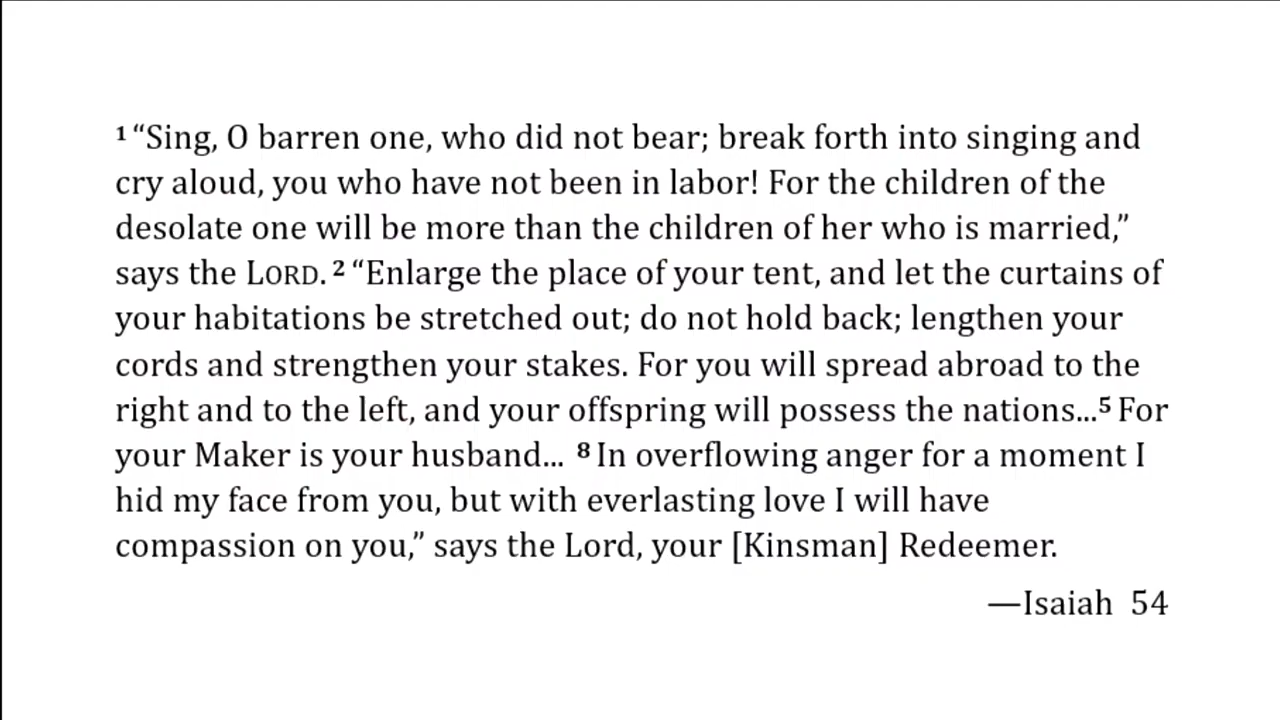 1 “Sing, O barren one, who did not bear; break forth into singing and
cry aloud, you who have not been in labor! For the children of the
desolate one will be more than the children of her who is married,”
says the LORD. 2 “Enlarge the place of your tent, and let the curtains of
your habitations be stretched out; do not hold back; lengthen your
cords and strengthen your stakes. For you will spread abroad to the
right and to the left, and your offspring will possess the nations...5 For
your Maker is your husband... 8 In overflowing anger for a moment I
hid my face from you, but with everlasting love I will have
compassion on you,” says the Lord, your [Kinsman] Redeemer.
—Isaiah 54